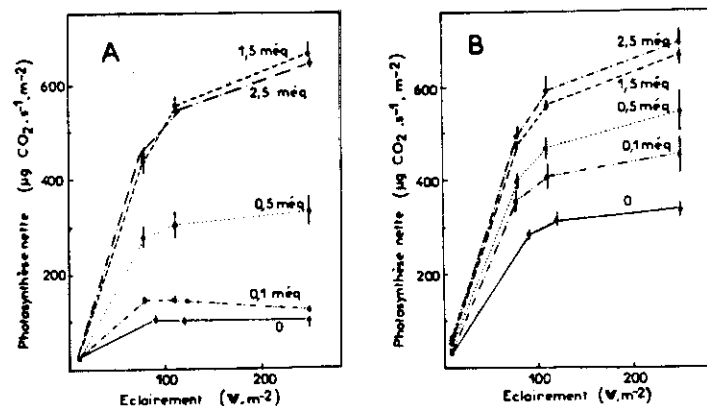 A
Photosynthèse nette (µg CO₂.s⁻¹.m⁻²)
600
400
200
1,5 méq
2,5 méq
0,5 méq
0,1 méq
0
0
100
200
Eclairement (W.m⁻²)
B
Photosynthèse nette (µg CO₂.s⁻¹.m⁻²)
600
400
200
2,5 méq
1,5 méq
0,5 méq
0,1 méq
0
0
100
200
Eclairement (W.m⁻²)